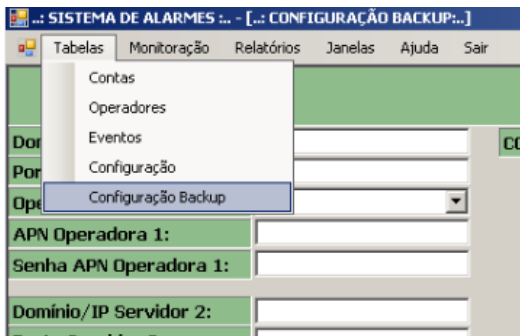 ..: SISTEMA DE ALARMES :.. - [..: CONFIGURAÇÃO BACKUP:..]
Tabelas Monitoração Relatórios Janelas Ajuda Sair
Contas
Operadores
Eventos
Configuração
Configuração Backup
APN Operadora 1:
Senha APN Operadora 1:
Domínio/IP Servidor 2: